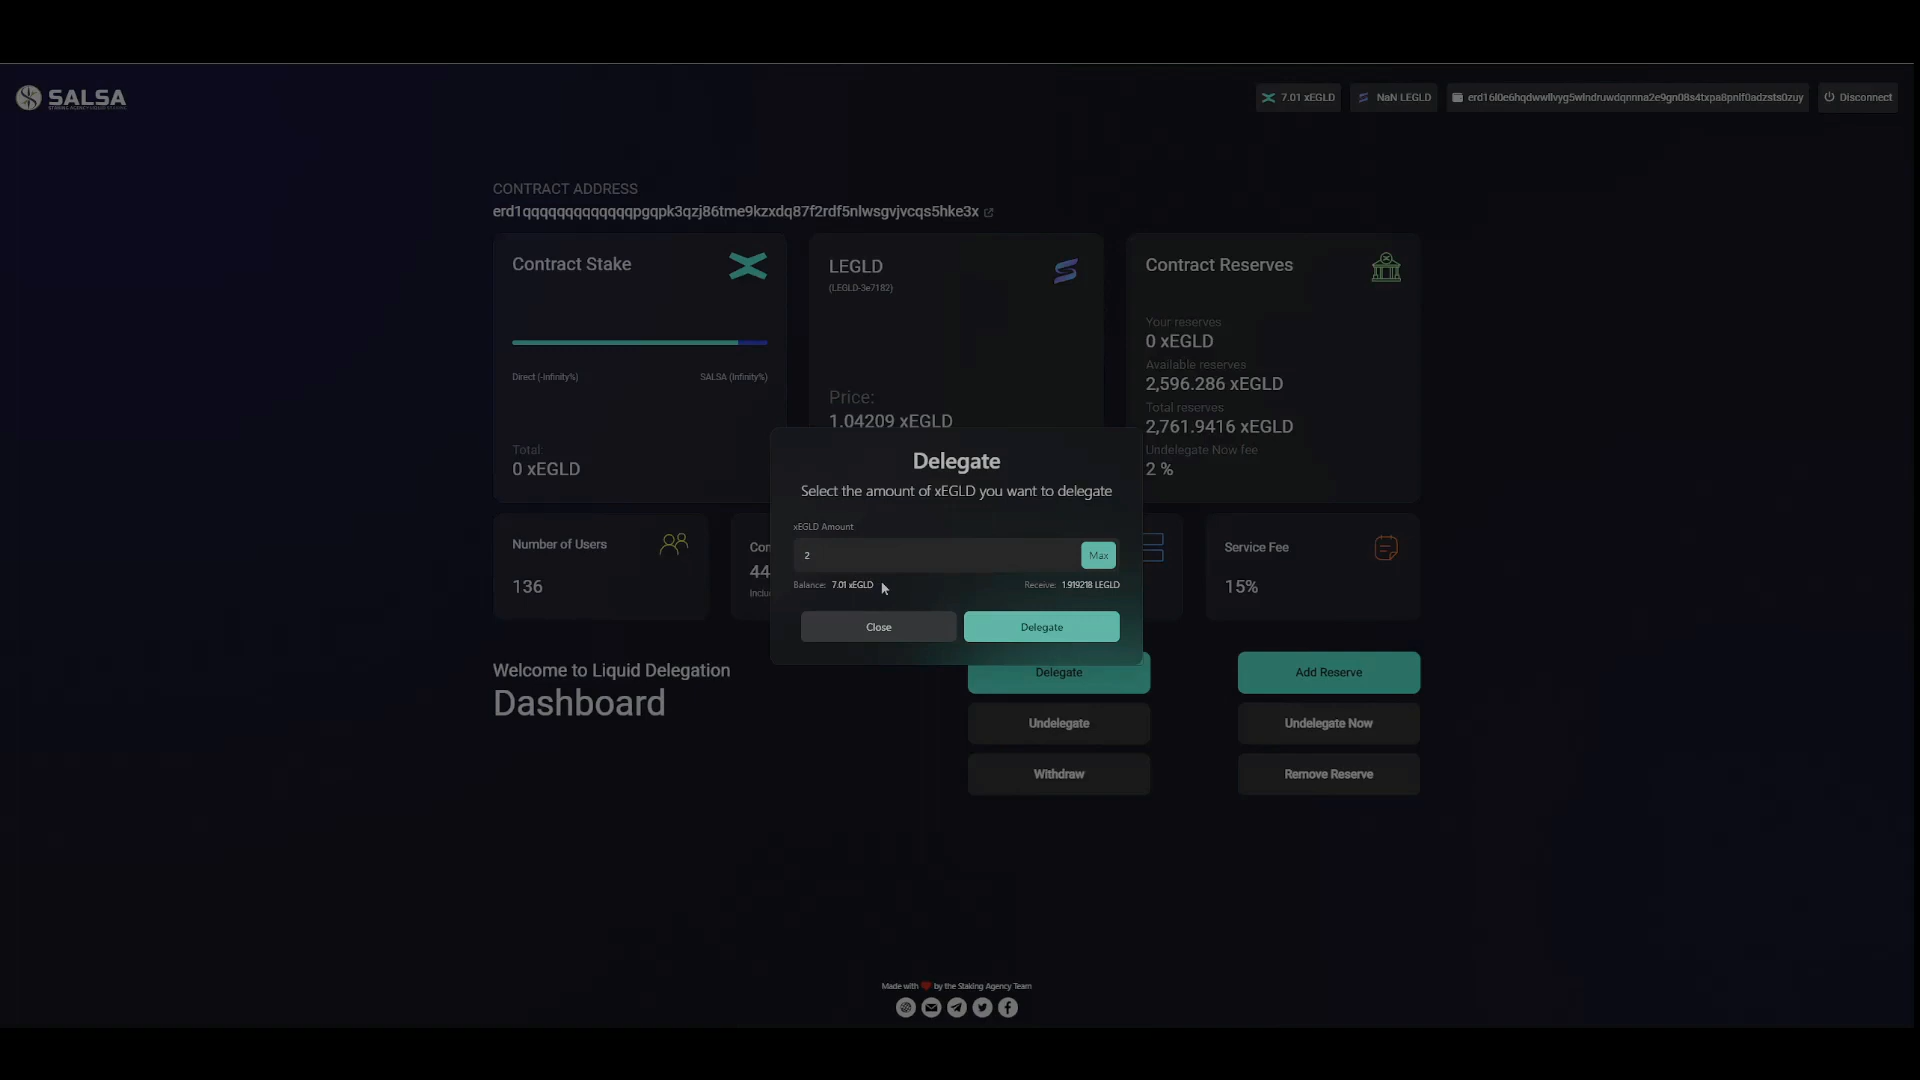 SALSA
7.01 xEGLD
NaN LEGLD
Disconnect
CONTRACT ADDRESS
erd1qqqqqqqqqqqqqpgqpk3qzj86tme9kzxdq87f2rdf5nlwsgvjvcqs5hke3x
Contract Stake
Direct (-Infinity%)
SALSA (Infinity%)
Total:
0 xEGLD
LEGLD
(LEGLD-3e7182)
Price:
1.04209 xEGLD
Contract Reserves
Your reserves
0 xEGLD
Available reserves
2,596.286 xEGLD
Total reserves
2,761.9416 xEGLD
Undelegate Now fee
2 %
Delegate
Select the amount of xEGLD you want to delegate
xEGLD Amount
2
Max
Balance: 7.01 xEGLD
Receive: 1.919218 LEGLD
Close
Delegate
Number of Users
136
Con
44
Inclu
Service Fee
15%
Welcome to Liquid Delegation
Dashboard
Delegate
Add Reserve
Undelegate
Undelegate Now
Withdraw
Remove Reserve
Made with by the Staking Agency Team